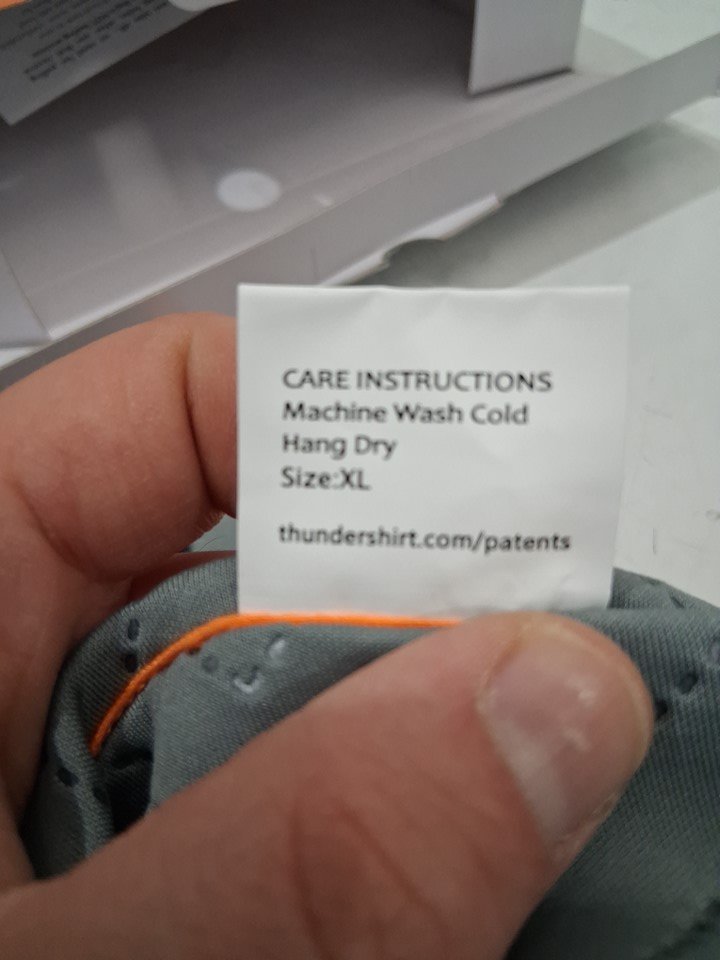 CARE INSTRUCTIONS
Machine Wash Cold
Hang Dry
Size:XL
thundershirt.com/patents